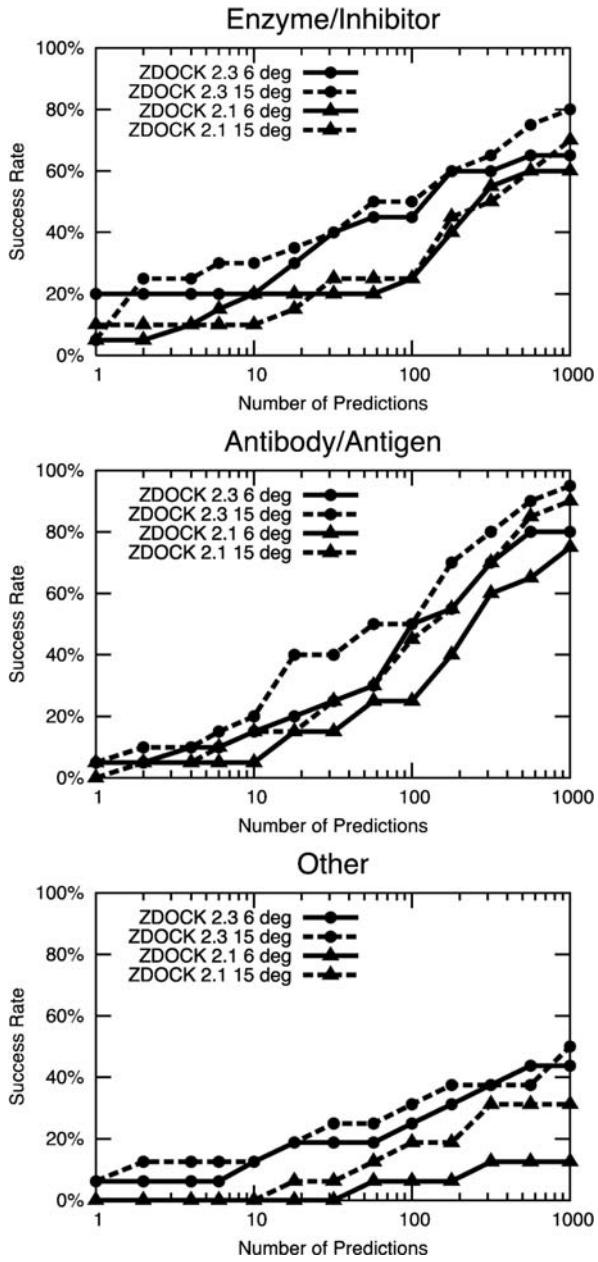 Enzyme/Inhibitor
100%
80%
60%
40%
20%
0%
Success Rate
ZDOCK 2.3 6 deg
ZDOCK 2.3 15 deg
ZDOCK 2.1 6 deg
ZDOCK 2.1 15 deg
1 10 100 1000
Number of Predictions
Antibody/Antigen
100%
80%
60%
40%
20%
0%
Success Rate
ZDOCK 2.3 6 deg
ZDOCK 2.3 15 deg
ZDOCK 2.1 6 deg
ZDOCK 2.1 15 deg
1 10 100 1000
Number of Predictions
Other
100%
80%
60%
40%
20%
0%
Success Rate
ZDOCK 2.3 6 deg
ZDOCK 2.3 15 deg
ZDOCK 2.1 6 deg
ZDOCK 2.1 15 deg
1 10 100 1000
Number of Predictions